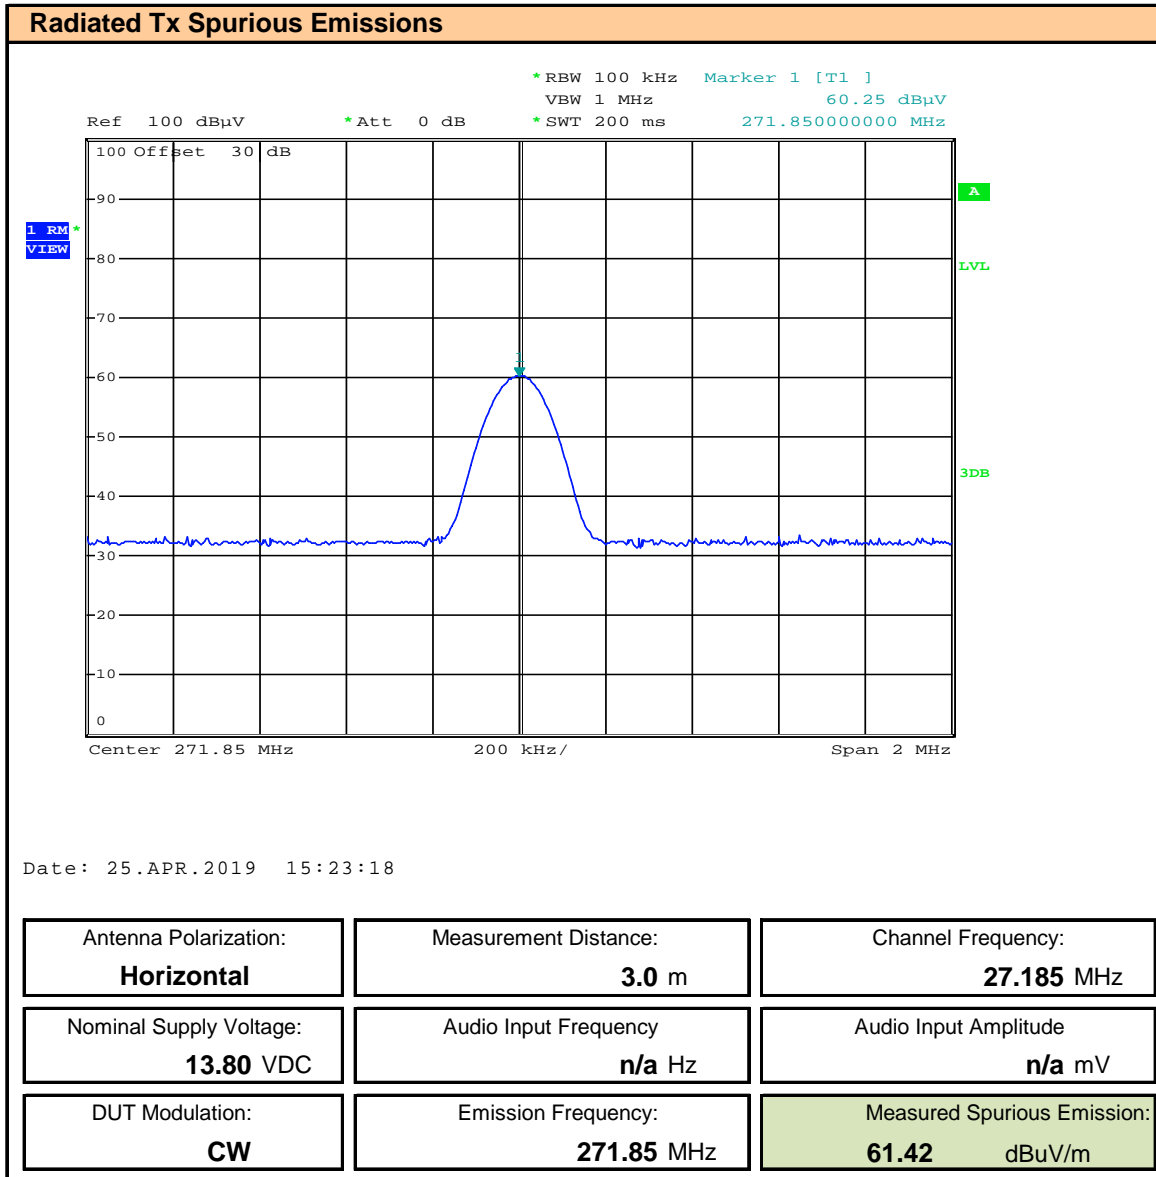 Radiated Tx Spurious Emissions
*RBW 100 kHz Marker 1 [T1 ]
VBW 1 MHz 60.25 dBµV
Ref 100 dBµV *Att 0 dB *SWT 200 ms 271.850000000 MHz
100 Offset 30 dB
90
A
1 RM *
VIEW
80
LVL
70
1
60
50
3DB
40
30
20
10
0
Center 271.85 MHz 200 kHz/ Span 2 MHz
Date: 25.APR.2019 15:23:18
Antenna Polarization: Measurement Distance: Channel Frequency:
Horizontal 3.0 m 27.185 MHz
Nominal Supply Voltage: Audio Input Frequency Audio Input Amplitude
13.80 VDC n/a Hz n/a mV
DUT Modulation: Emission Frequency: Measured Spurious Emission:
CW 271.85 MHz 61.42 dBuV/m